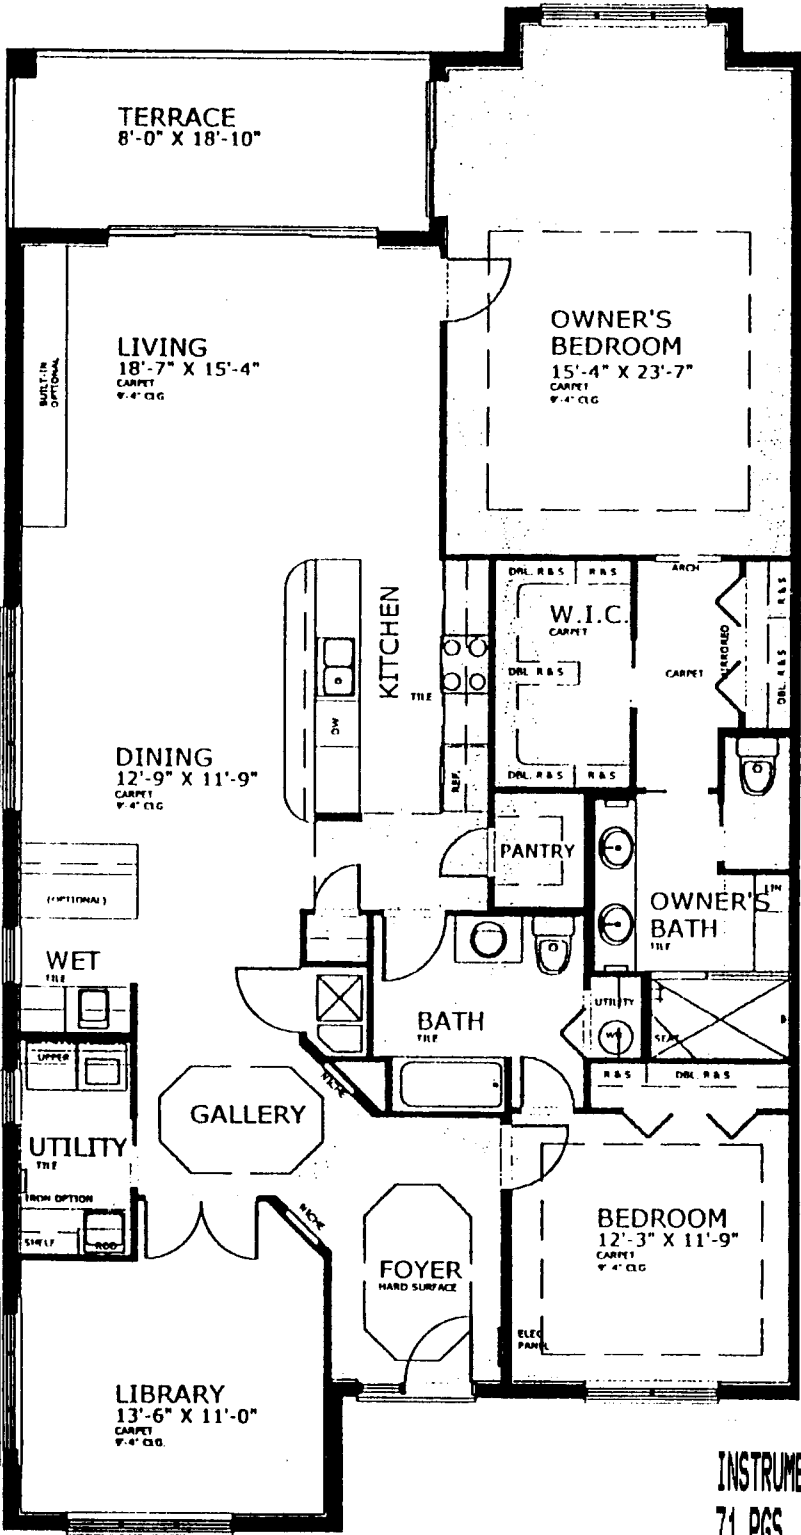 TERRACE
8'-0" X 18'-10"
LIVING
18'-7" X 15'-4"
CARPET
9'-4" CLG
BUILT-IN
OPTIONAL
OWNER'S
BEDROOM
15'-4" X 23'-7"
CARPET
9'-4" CLG
KITCHEN
TILE
DW
REF.
DBL. R & S
R & S
W.I.C.
CARPET
DBL. R & S
DBL. R & S
R & S
ARCH
MIRRORED
CARPET
R & S
DBL. R & S
DINING
12'-9" X 11'-9"
CARPET
9'-4" CLG
PANTRY
(OPTIONAL)
OWNER'S
BATH
TILE
LIN
WET
TILE
BATH
TILE
UTILITY
WH
SEAT
UPPER
NICHE
R & S
DBL. R & S
GALLERY
UTILITY
TILE
IRON OPTION
SHELF
ROD
NICHE
BEDROOM
12'-3" X 11'-9"
CARPET
9'-4" CLG
FOYER
HARD SURFACE
ELEC
PANEL
LIBRARY
13'-6" X 11'-0"
CARPET
9'-4" CLG.
INSTRUME
71 PGS